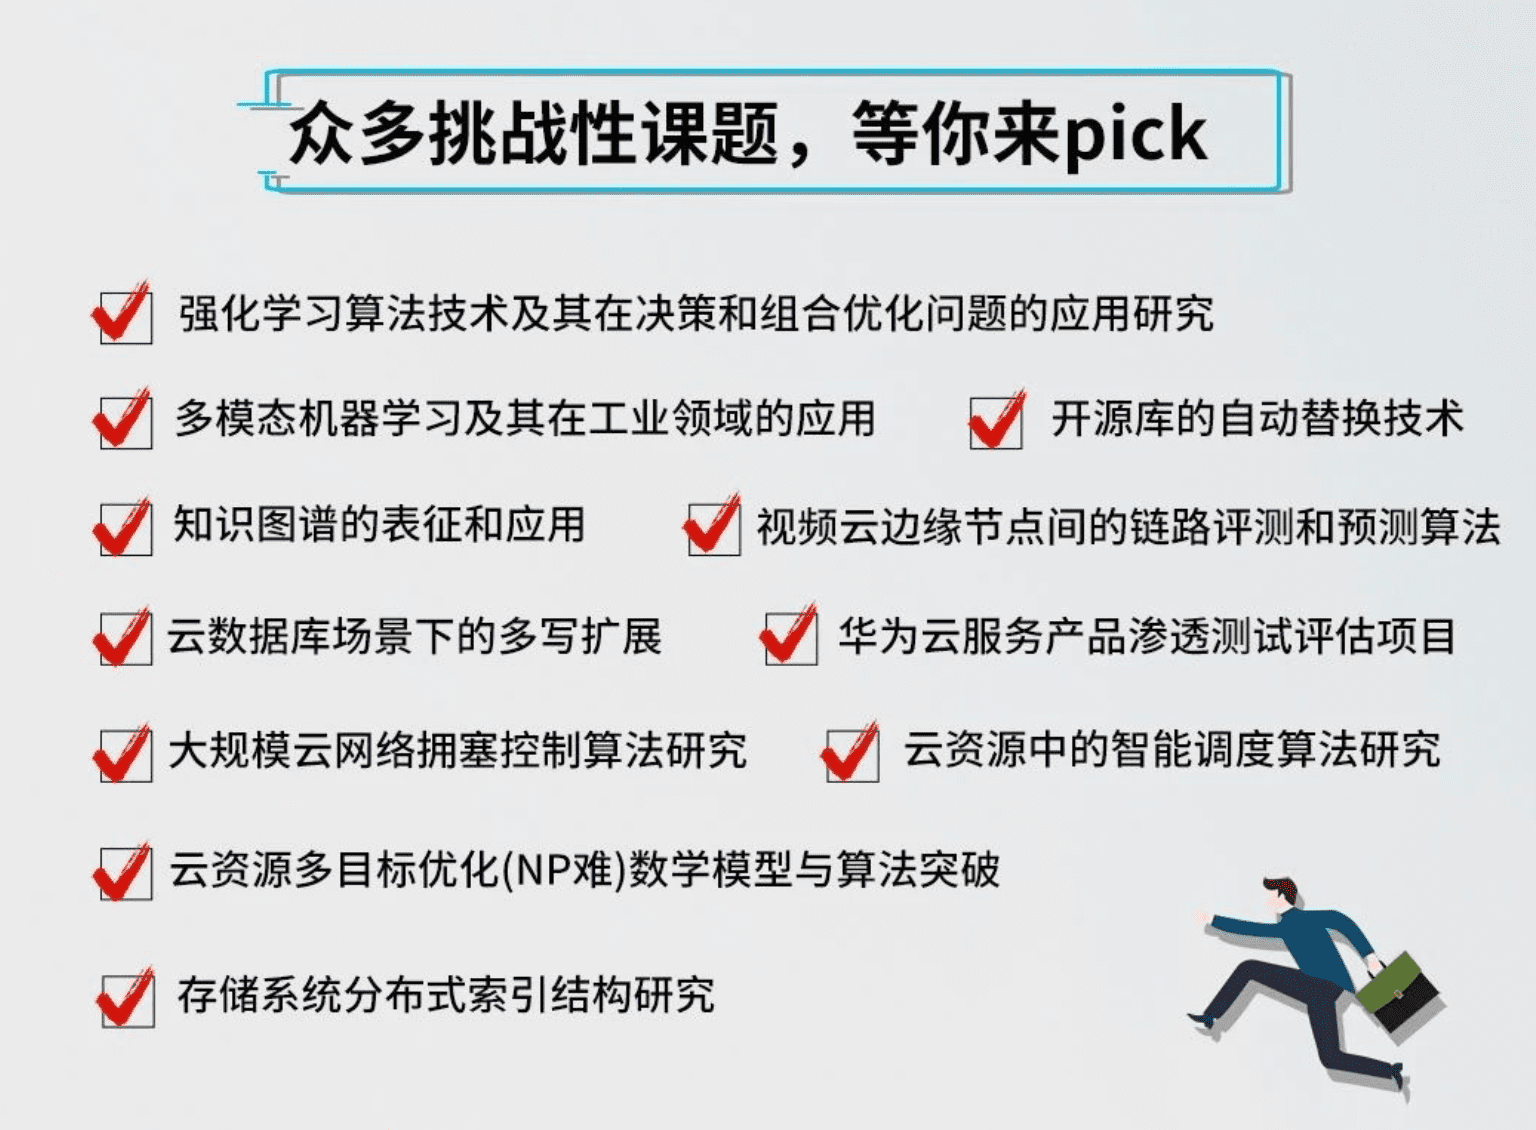 众多挑战性课题，等你来pick
强化学习算法技术及其在决策和组合优化问题的应用研究
多模态机器学习及其在工业领域的应用
开源库的自动替换技术
知识图谱的表征和应用
视频云边缘节点间的链路评测和预测算法
云数据库场景下的多写扩展
华为云服务产品渗透测试评估项目
大规模云网络拥塞控制算法研究
云资源中的智能调度算法研究
云资源多目标优化(NP难)数学模型与算法突破
存储系统分布式索引结构研究